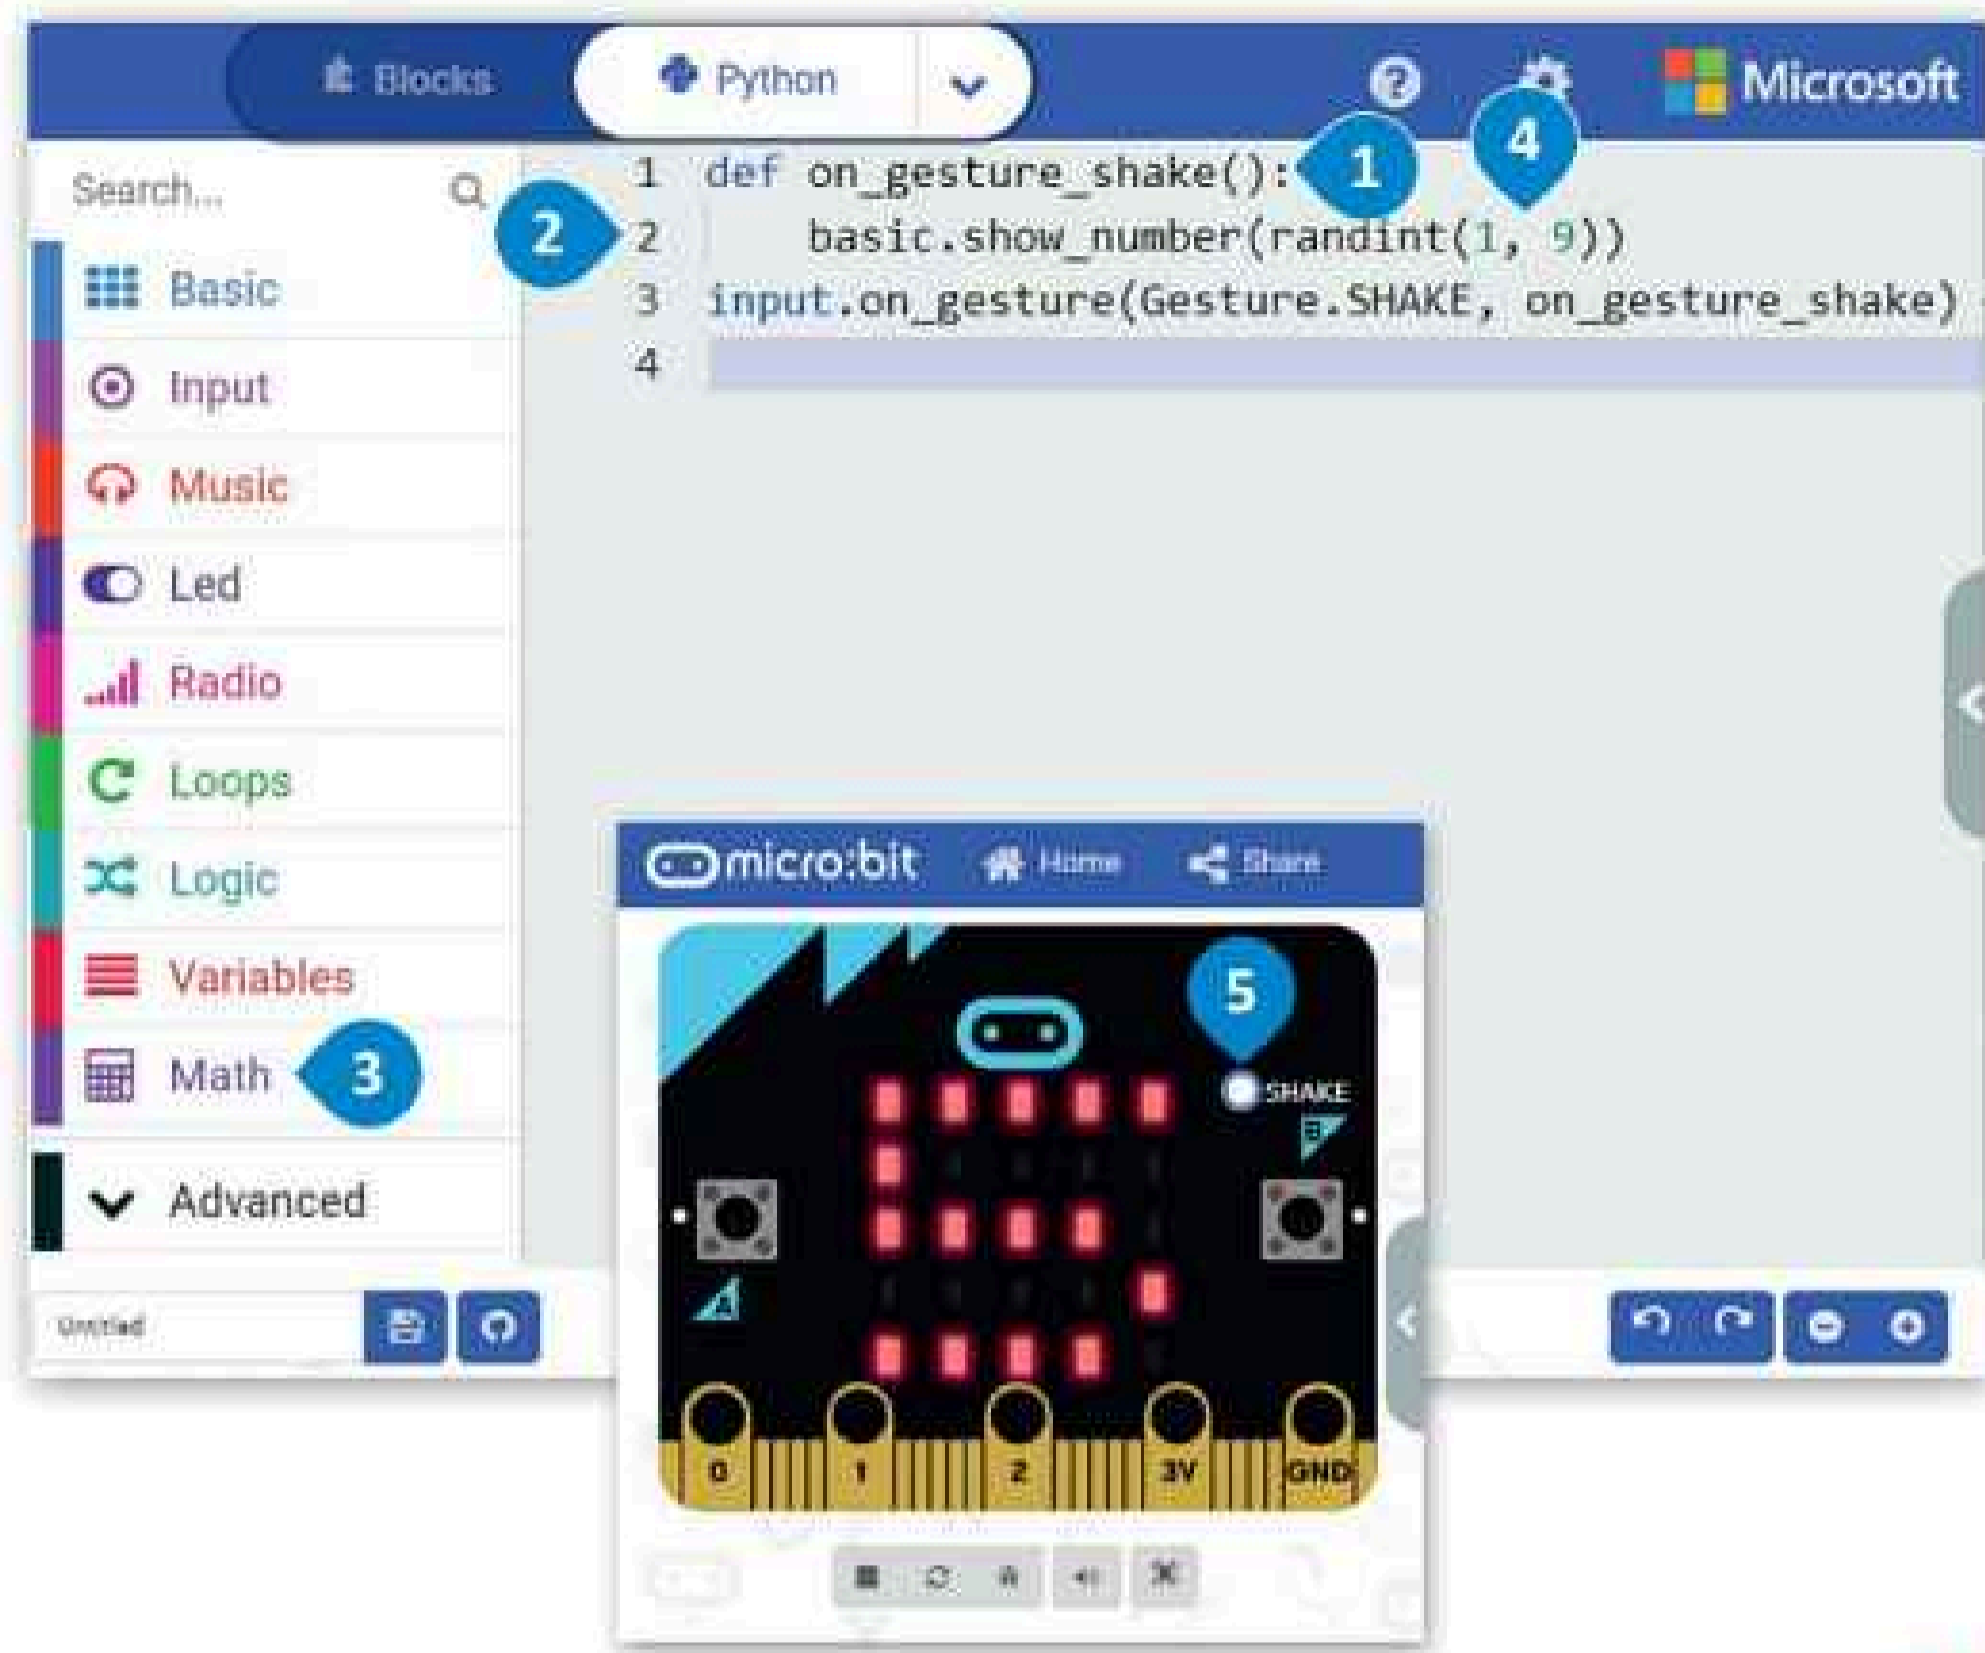 Blocks
Python
Microsoft
Search...
1 def on_gesture_shake(): 1
2 2 basic.show_number(randint(1, 9)) 4
3 input.on_gesture(Gesture.SHAKE, on_gesture_shake)
4
Basic
Input
Music
Led
Radio
Loops
Logic
Variables
Math 3
Advanced
Untitled
micro:bit Home Share
5
SHAKE
B
A
0 1 2 3V GND